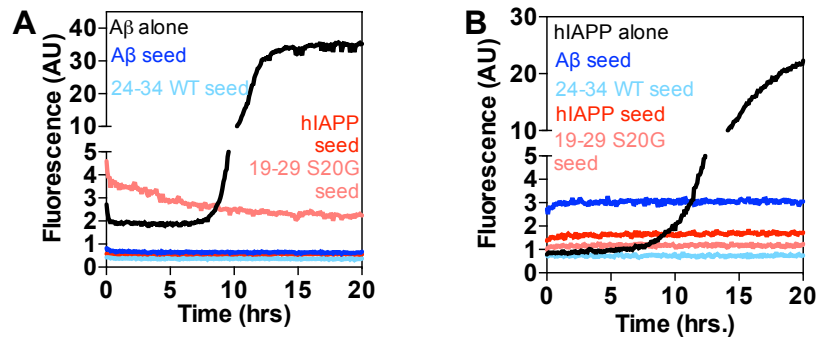 A
Aβ alone
Aβ seed
24-34 WT seed
hIAPP
seed
19-29 S20G
seed
Fluorescence (AU)
40
30
20
10
5
4
3
2
1
0
0 5 10 15 20
Time (hrs)
B
hIAPP alone
Aβ seed
24-34 WT seed
hIAPP seed
19-29 S20G
seed
Fluorescence (AU)
30
20
10
5
4
3
2
1
0
0 5 10 15 20
Time (hrs.)